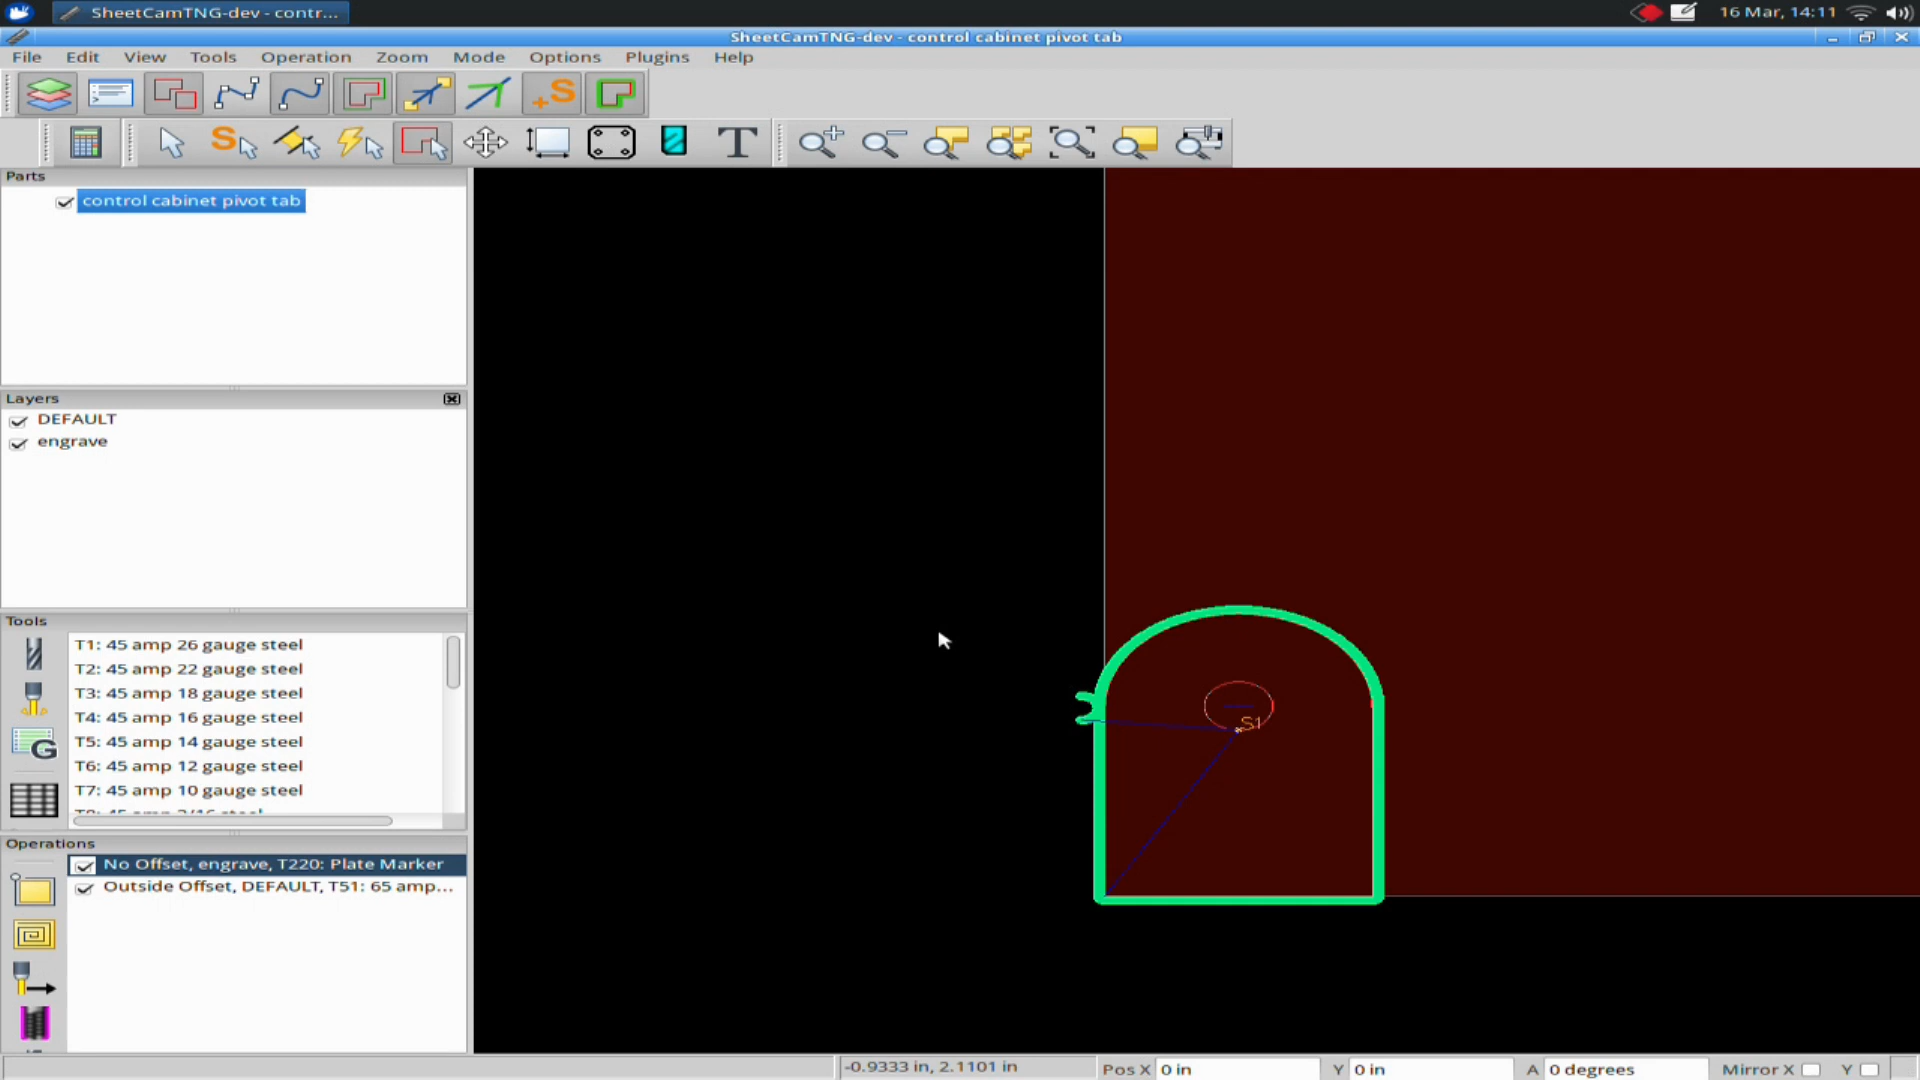 SheetCamTNG-dev - contr...
16 Mar, 14:11
SheetCamTNG-dev - control cabinet pivot tab
File Edit View Tools Operation Zoom Mode Options Plugins Help
Parts
control cabinet pivot tab
Layers
DEFAULT
engrave
Tools
T1: 45 amp 26 gauge steel
T2: 45 amp 22 gauge steel
T3: 45 amp 18 gauge steel
T4: 45 amp 16 gauge steel
T5: 45 amp 14 gauge steel
T6: 45 amp 12 gauge steel
T7: 45 amp 10 gauge steel
Operations
No Offset, engrave, T220: Plate Marker
Outside Offset, DEFAULT, T51: 65 amp...
S1
-0.9333 in, 2.1101 in
Pos X 0 in Y 0 in A 0 degrees Mirror X Y